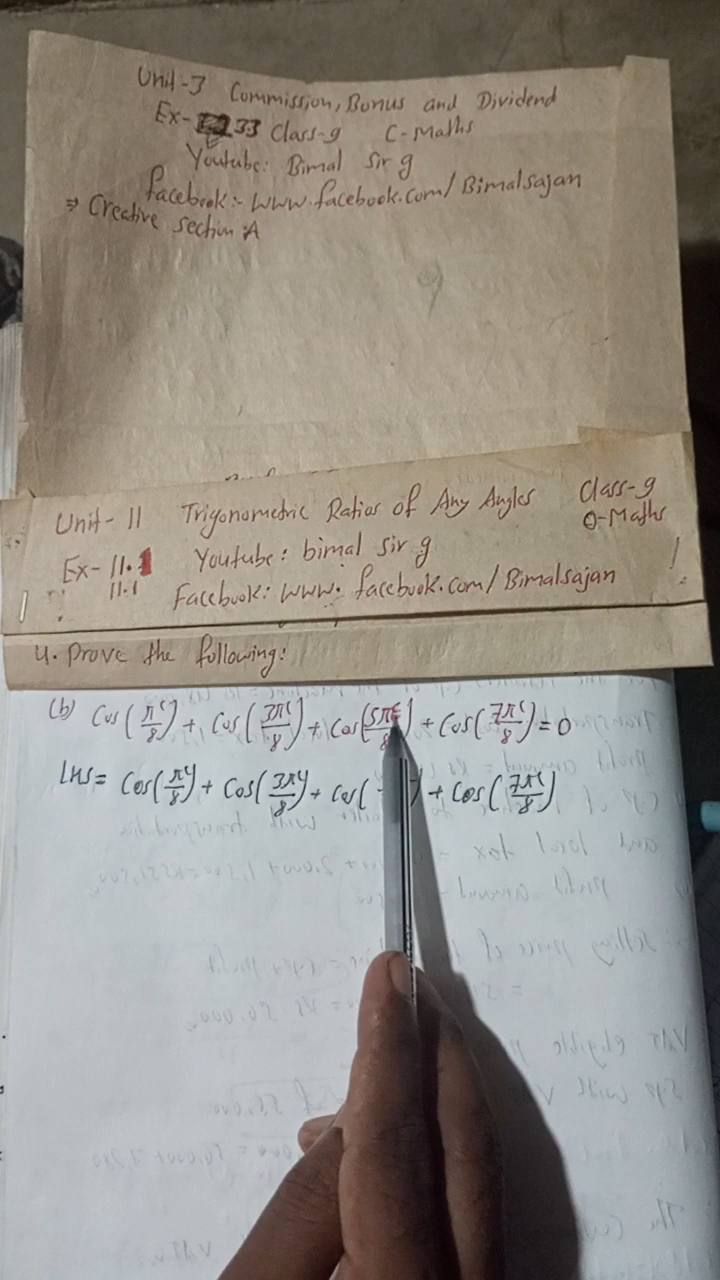 Unit-3 Commission, Bonus and Dividend
Ex- 33 Class-9 C-Maths
Youtube: Bimal Sir g
facebook:- www.facebook.com/Bimalsajan
⇒ Creative section: A
Unit- 11 Trigonometric Ratios of Any Angles Class-9
O-Maths
Ex- 11.1 Youtube: bimal sir g
11.1
Facebook: www.facebook.com/Bimalsajan
4. Prove the following:
(b) Cos(π^c/8) + Cos(3π^c/8) + Cos(5π^c/8) + Cos(7π^c/8) = 0
LHS = Cos(π^c/8) + Cos(3π^c/8) + Cos( ) + Cos(7π^c/8)